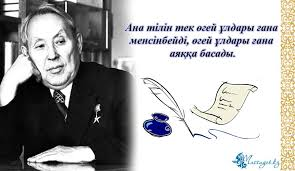 Ана тілін тек өгей ұлдары ғана
менсінбейді, өгей ұлдары ғана
аяққа басады.